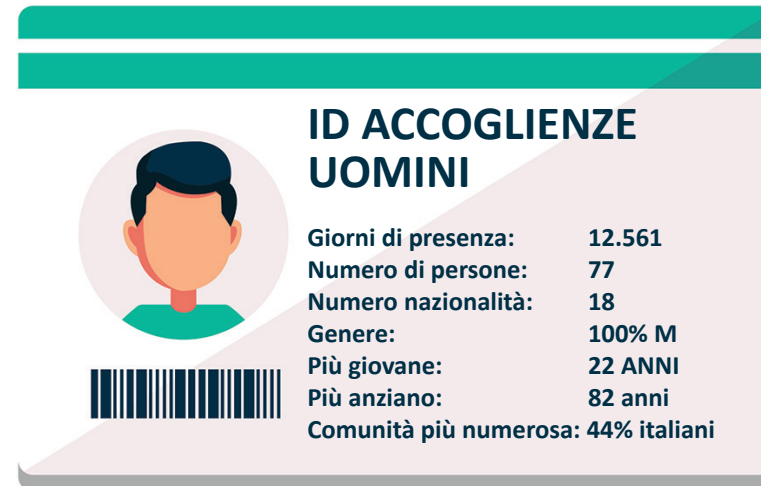 ID ACCOGLIENZE
UOMINI
Giorni di presenza: 12.561
Numero di persone: 77
Numero nazionalità: 18
Genere: 100% M
Più giovane: 22 ANNI
Più anziano: 82 anni
Comunità più numerosa: 44% italiani